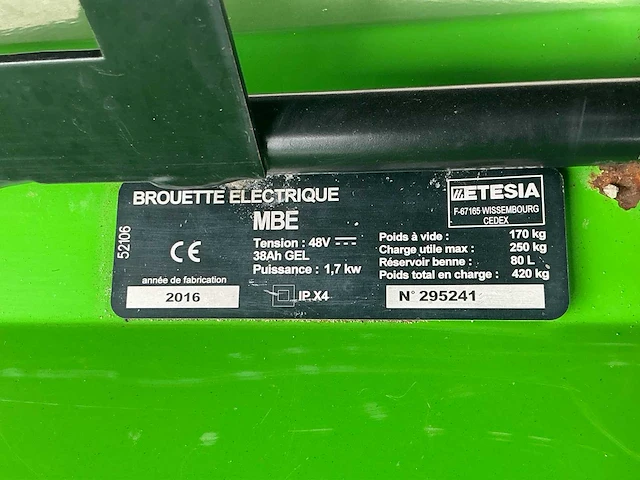 BROUETTE ELECTRIQUE
MBE
ETESIA
F-67165 WISSEMBOURG
CEDEX
52106
CE
Tension : 48V
38Ah GEL
Puissance : 1,7 kw
Poids à vide : 170 kg
Charge utile max : 250 kg
Réservoir benne : 80 L
Poids total en charge : 420 kg
année de fabrication
2016
IP X4
N° 295241